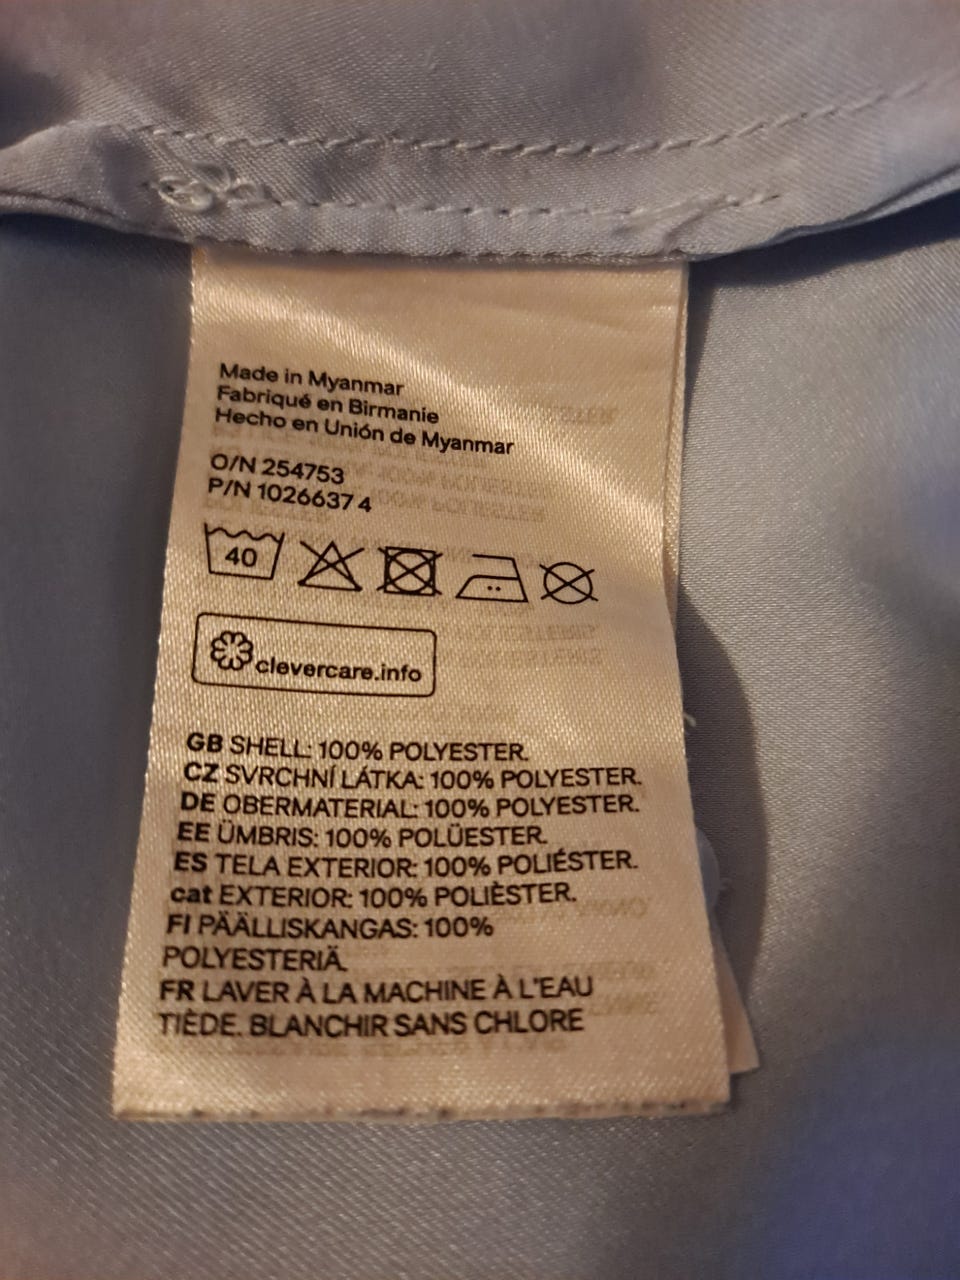 Made in Myanmar
Fabriqué en Birmanie
Hecho en Unión de Myanmar
O/N 254753
P/N 1026637 4
40
clevercare.info
GB SHELL: 100% POLYESTER.
CZ SVRCHNÍ LÁTKA: 100% POLYESTER.
DE OBERMATERIAL: 100% POLYESTER.
EE ÜMBRIS: 100% POLÜESTER.
ES TELA EXTERIOR: 100% POLIÉSTER.
cat EXTERIOR: 100% POLIÈSTER.
FI PÄÄLLISKANGAS: 100%
POLYESTERIÄ.
FR LAVER À LA MACHINE À L'EAU
TIÈDE. BLANCHIR SANS CHLORE